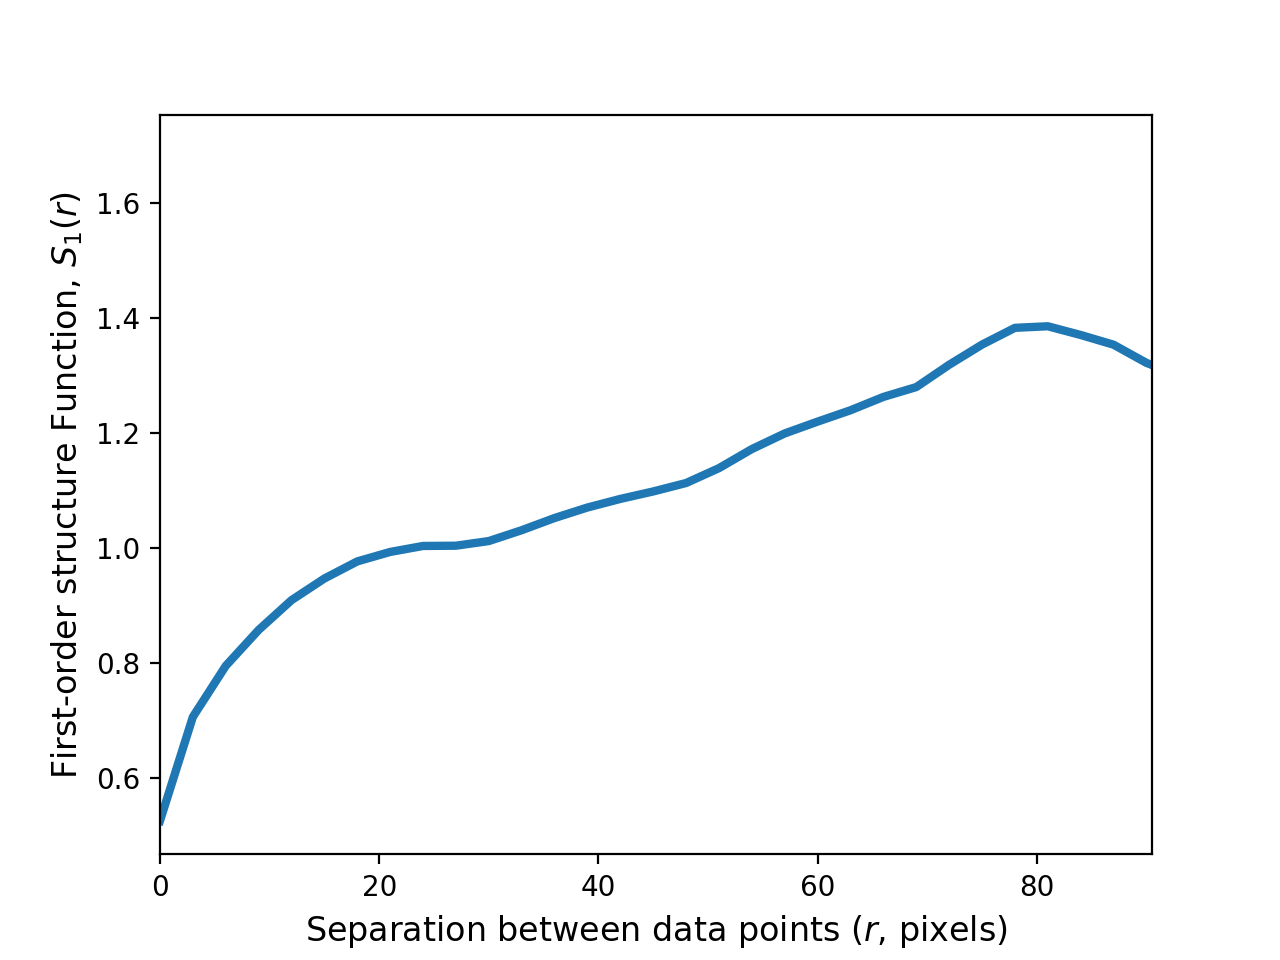 First-order structure Function, S₁(r)
1.6
1.4
1.2
1.0
0.8
0.6
0 20 40 60 80
Separation between data points (r, pixels)